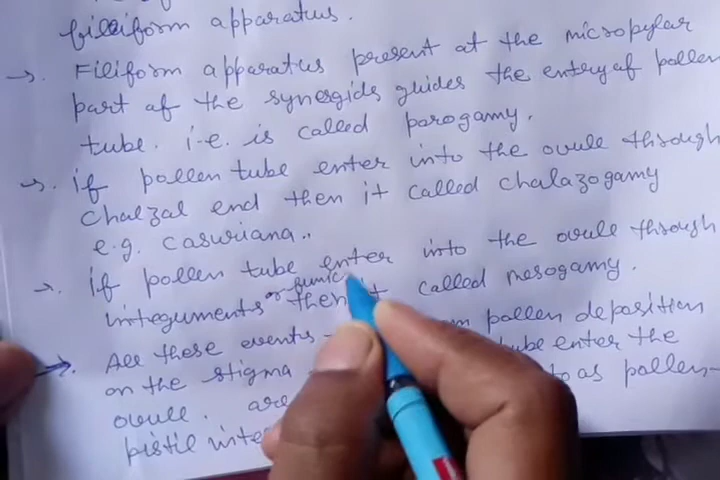 filiform apparatus.
→. Filiform apparatus present at the micropylar
part of the synergids guides the entry of pollen
tube. i.e. is called porogamy.
→. if pollen tube enter into the ovule through
Chalzal end then it called chalazogamy
e.g. casuriana..
→. if pollen tube enter into the ovule through
integuments or funic then it called mesogamy.
→. All these events - pollen deposition
on the stigma tube enter the
ovule. are to as pollen-
pistil